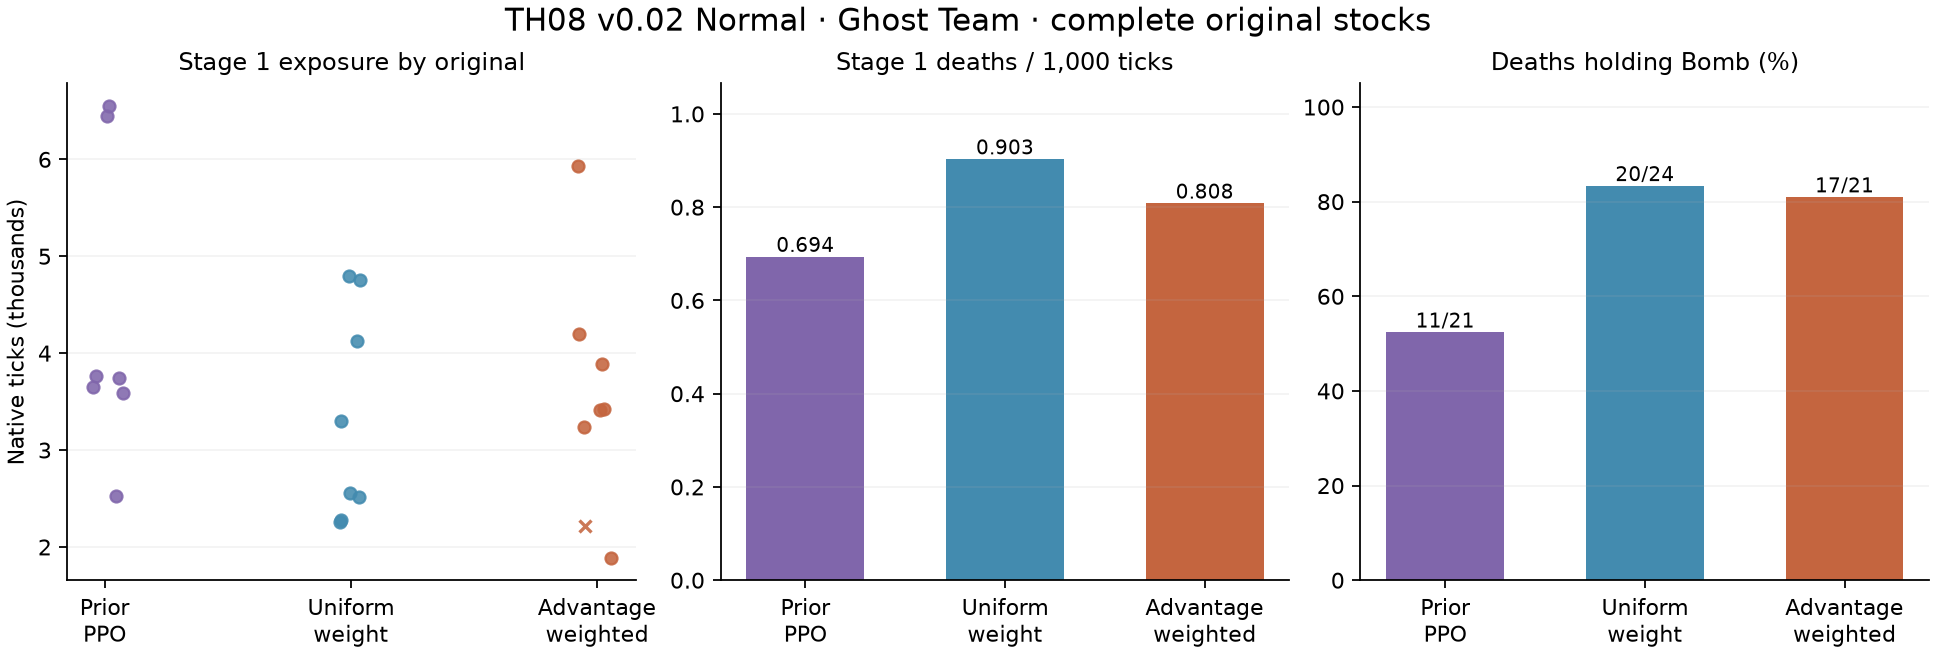 TH08 v0.02 Normal · Ghost Team · complete original stocks
Stage 1 exposure by original
Native ticks (thousands)
6
5
4
3
2
Prior
PPO
Uniform
weight
Advantage
weighted
Stage 1 deaths / 1,000 ticks
1.0
0.8
0.6
0.4
0.2
0.0
0.694
0.903
0.808
Prior
PPO
Uniform
weight
Advantage
weighted
Deaths holding Bomb (%)
100
80
60
40
20
0
11/21
20/24
17/21
Prior
PPO
Uniform
weight
Advantage
weighted